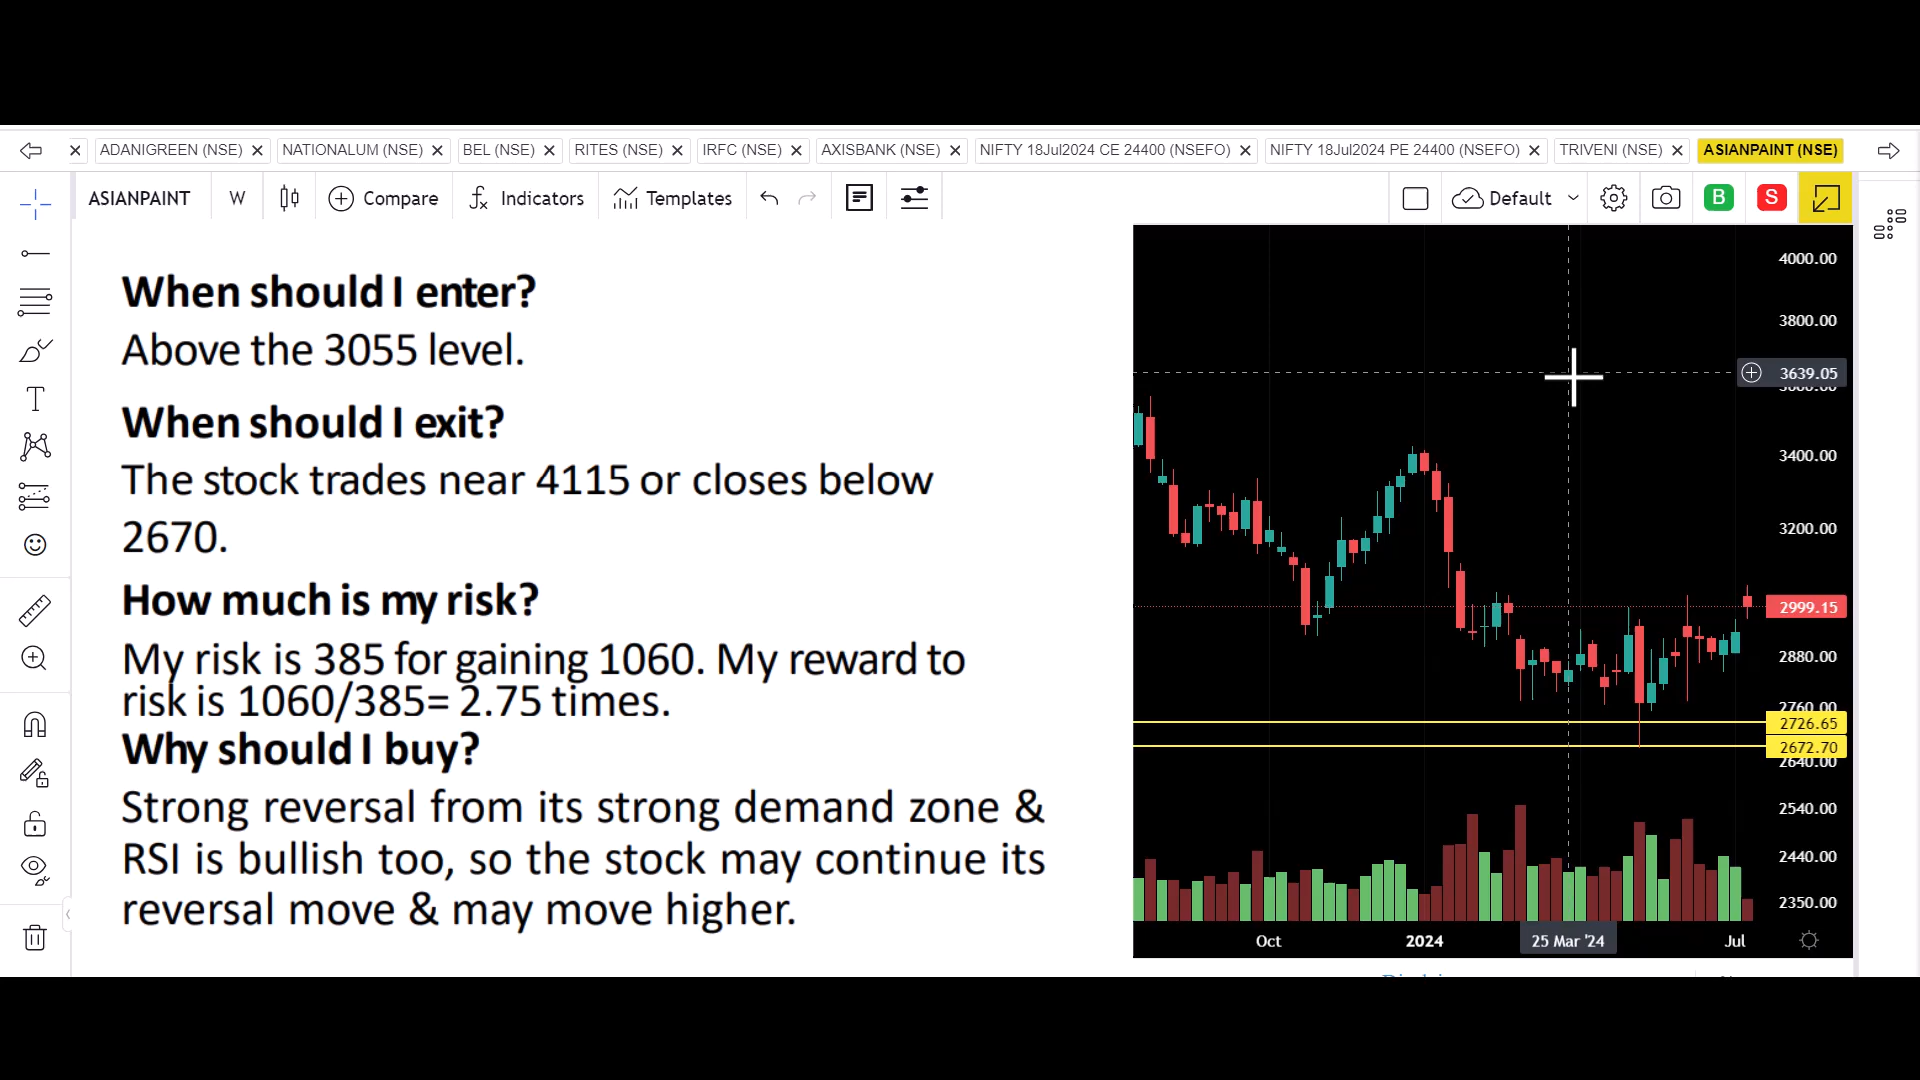 ADANIGREEN (NSE) NATIONALUM (NSE) BEL (NSE) RITES (NSE) IRFC (NSE) AXISBANK (NSE) NIFTY 18Jul2024 CE 24400 (NSEFO) NIFTY 18Jul2024 PE 24400 (NSEFO) TRIVENI (NSE) ASIANPAINT (NSE)
ASIANPAINT W Compare Indicators Templates Default B S
When should I enter?
Above the 3055 level.
When should I exit?
The stock trades near 4115 or closes below
2670.
How much is my risk?
My risk is 385 for gaining 1060. My reward to
risk is 1060/385= 2.75 times.
Why should I buy?
Strong reversal from its strong demand zone &
RSI is bullish too, so the stock may continue its
reversal move & may move higher.
4000.00
3800.00
3639.05
3600.00
3400.00
3200.00
2999.15
2880.00
2760.00
2726.65
2672.70
2640.00
2540.00
2440.00
2350.00
Oct 2024 25 Mar '24 Jul